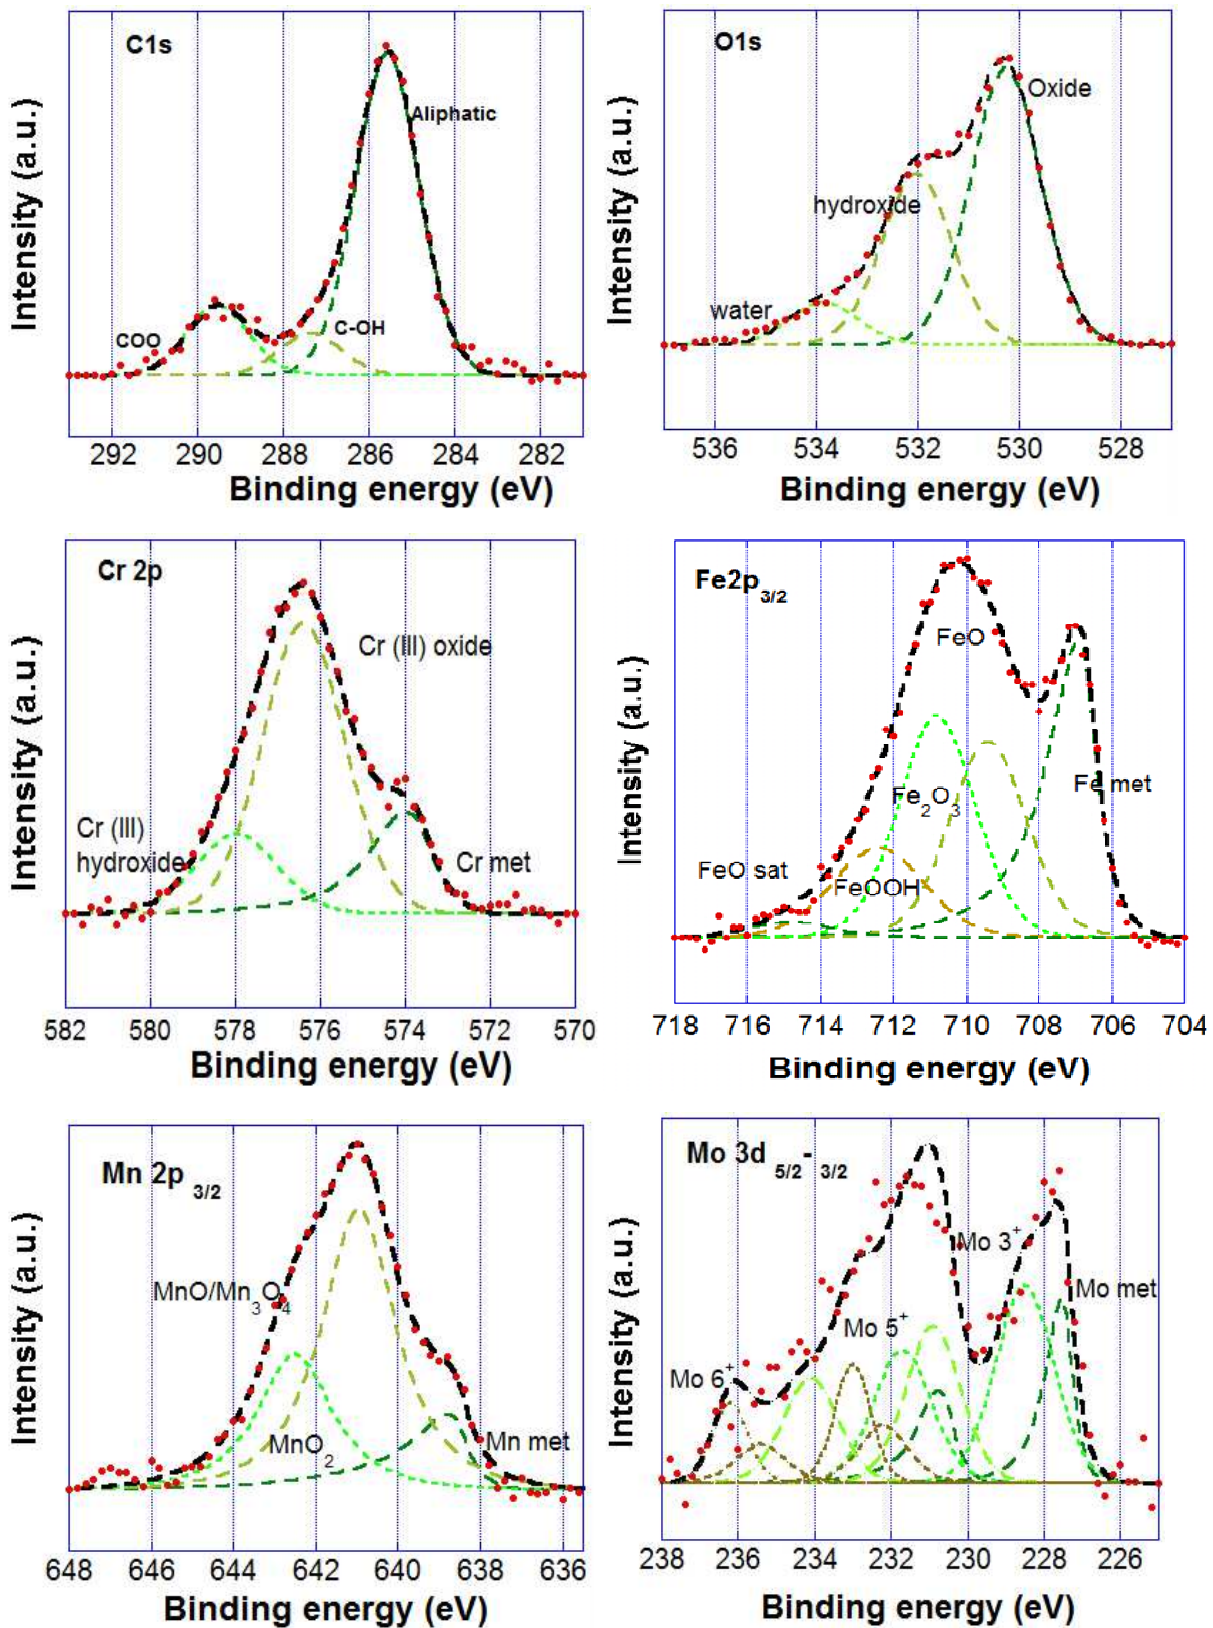 C1s
Aliphatic
COO
C-OH
Intensity (a.u.)
292 290 288 286 284 282
Binding energy (eV)
O1s
Oxide
hydroxide
water
Intensity (a.u.)
536 534 532 530 528
Binding energy (eV)
Cr 2p
Cr (III) oxide
Cr (III)
hydroxide
Cr met
Intensity (a.u.)
582 580 578 576 574 572 570
Binding energy (eV)
Fe2p3/2
FeO
Fe2O3
Fe met
FeO sat
FeOOH
Intensity (a.u.)
718 716 714 712 710 708 706 704
Binding energy (eV)
Mn 2p 3/2
MnO/Mn3O4
MnO2
Mn met
Intensity (a.u.)
648 646 644 642 640 638 636
Binding energy (eV)
Mo 3d 5/2- 3/2
Mo 3+
Mo met
Mo 5+
Mo 6+
Intensity (a.u.)
238 236 234 232 230 228 226
Binding energy (eV)